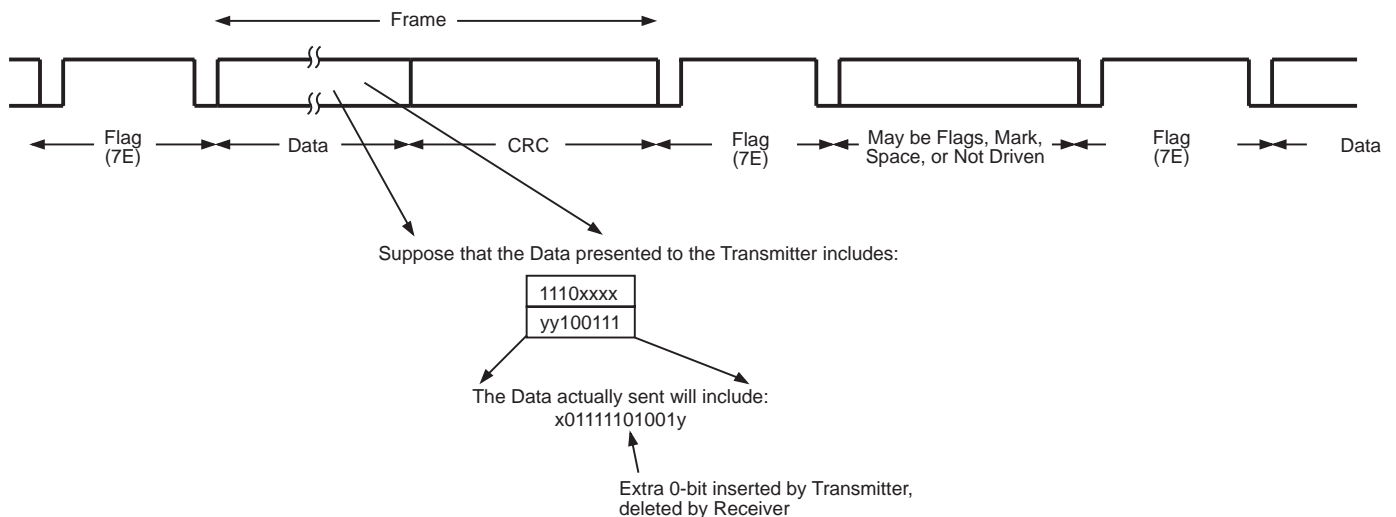 Frame
Flag
(7E)
Data
CRC
Flag
(7E)
May be Flags, Mark,
Space, or Not Driven
Flag
(7E)
Data
Suppose that the Data presented to the Transmitter includes:
1110xxxx
yy100111
The Data actually sent will include:
x01111101001y
Extra 0-bit inserted by Transmitter,
deleted by Receiver